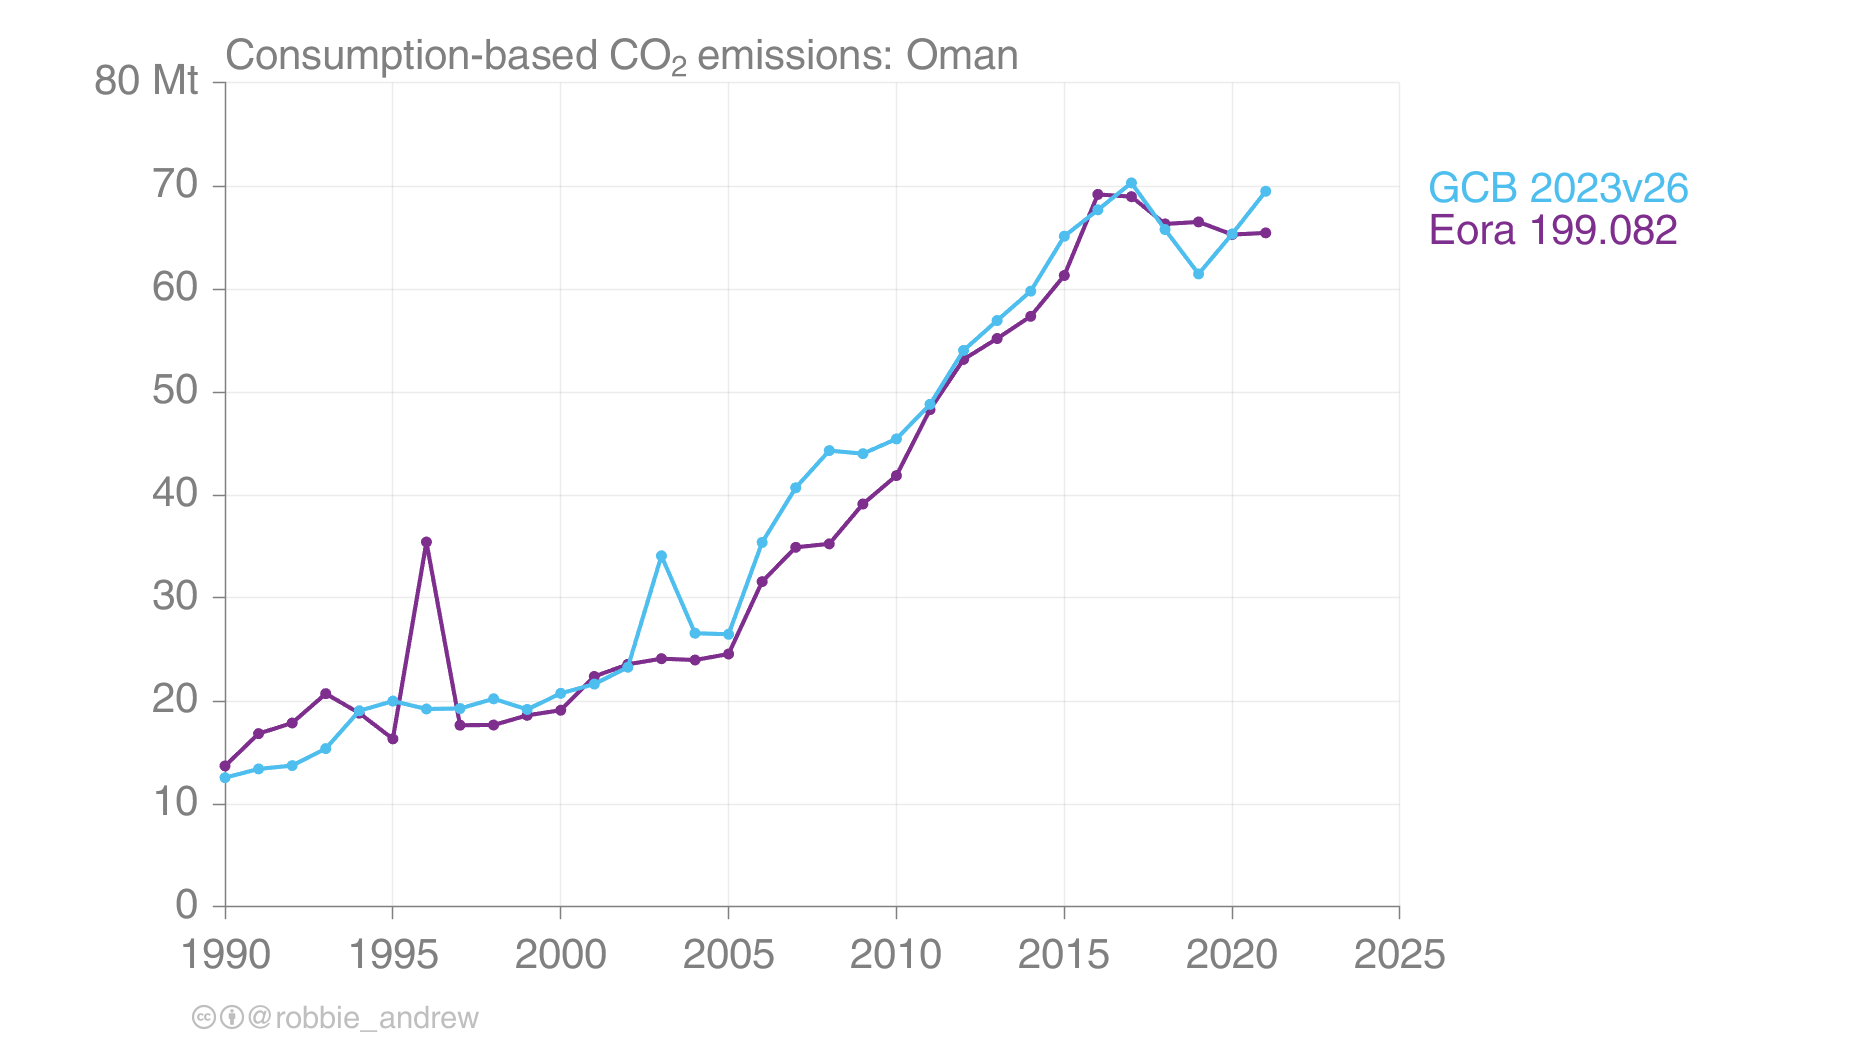 Consumption-based CO₂ emissions: Oman
80 Mt
70
60
50
40
30
20
10
0
1990 1995 2000 2005 2010 2015 2020 2025
GCB 2023v26
Eora 199.082
@robbie_andrew